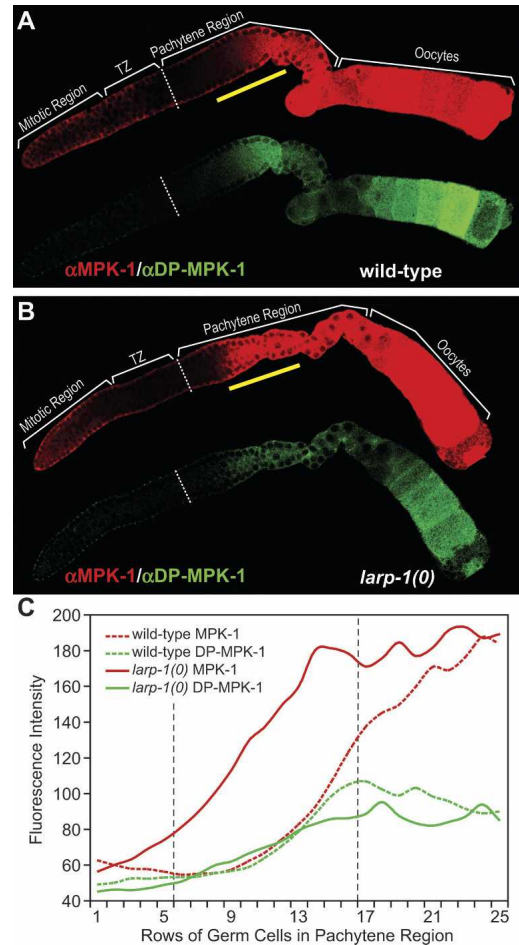 A
Mitotic Region
TZ
Pachytene Region
Oocytes
αMPK-1/αDP-MPK-1
wild-type
B
Mitotic Region
TZ
Pachytene Region
Oocytes
αMPK-1/αDP-MPK-1
larp-1(0)
C
200
180
160
140
120
100
80
60
40
Fluorescence Intensity
wild-type MPK-1
wild-type DP-MPK-1
larp-1(0) MPK-1
larp-1(0) DP-MPK-1
1 5 9 13 17 21 25
Rows of Germ Cells in Pachytene Region